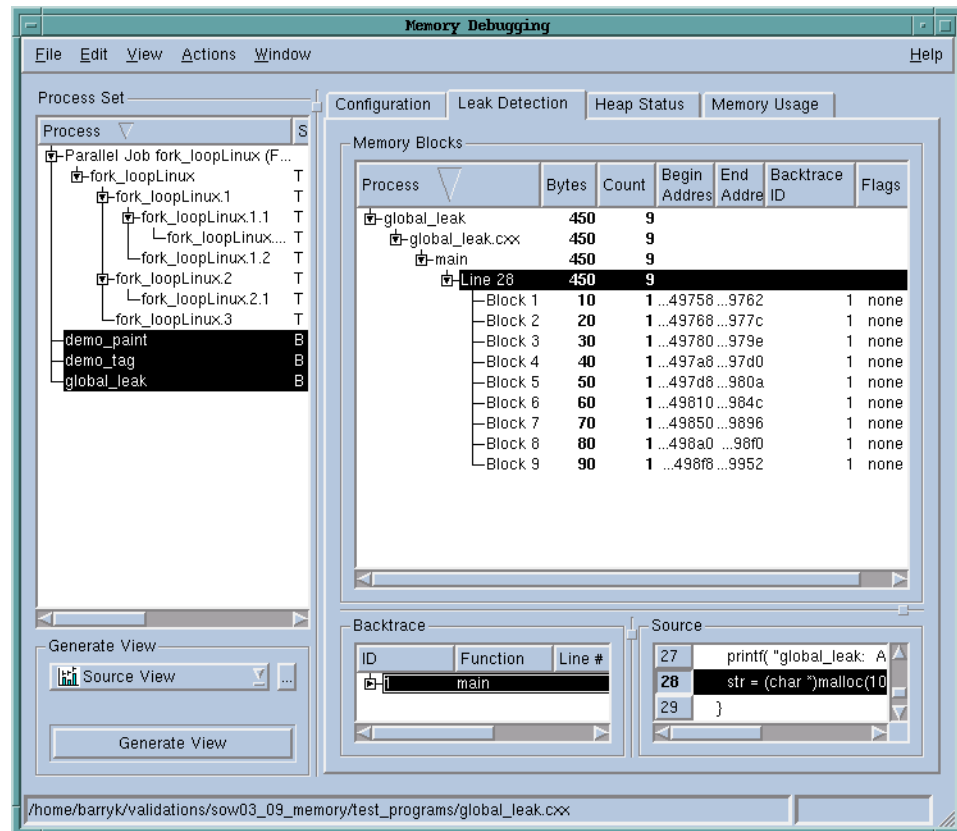 Memory Debugging
File Edit View Actions Window Help
Process Set
Process S
Parallel Job fork_loopLinux (F...
fork_loopLinux T
fork_loopLinux.1 T
fork_loopLinux.1.1 T
fork_loopLinux.... T
fork_loopLinux.1.2 T
fork_loopLinux.2 T
fork_loopLinux.2.1 T
fork_loopLinux.3 T
demo_paint B
demo_tag B
global_leak B
Generate View
Source View ...
Generate View
Configuration Leak Detection Heap Status Memory Usage
Memory Blocks
Process Bytes Count Begin Addres End Addre Backtrace ID Flags
global_leak 450 9
global_leak.cxx 450 9
main 450 9
Line 28 450 9
Block 1 10 1 ...49758 ...9762 1 none
Block 2 20 1 ...49768 ...977c 1 none
Block 3 30 1 ...49780 ...979e 1 none
Block 4 40 1 ...497a8 ...97d0 1 none
Block 5 50 1 ...497d8 ...980a 1 none
Block 6 60 1 ...49810 ...984c 1 none
Block 7 70 1 ...49850 ...9896 1 none
Block 8 80 1 ...498a0 ...98f0 1 none
Block 9 90 1 ...498f8 ...9952 1 none
Backtrace
ID Function Line #
1 main
Source
27 printf( "global_leak: A
28 str = (char *)malloc(10
29 }
/home/barryk/validations/sow03_09_memory/test_programs/global_leak.cxx